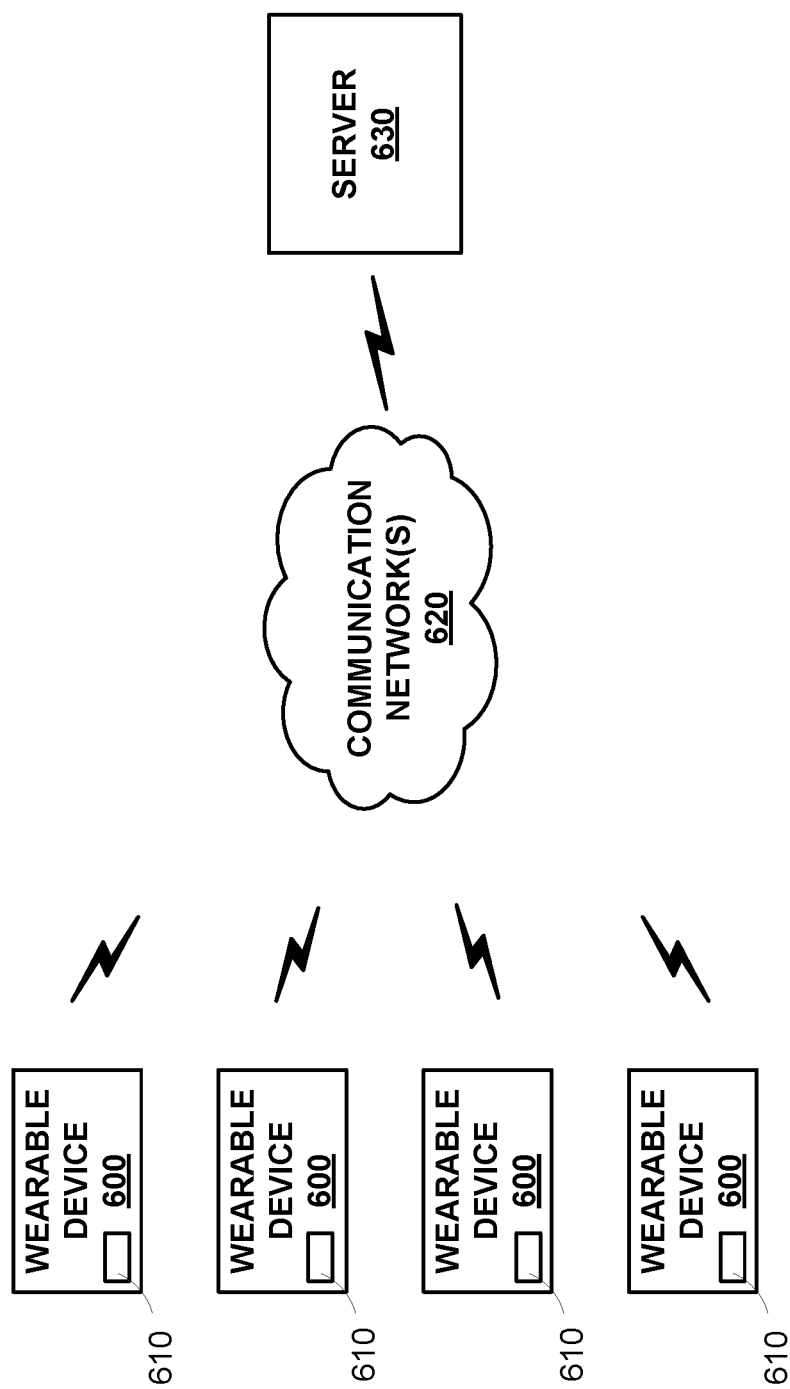 WEARABLE
DEVICE
600
610
WEARABLE
DEVICE
600
610
WEARABLE
DEVICE
600
610
WEARABLE
DEVICE
600
610
COMMUNICATION
NETWORK(S)
620
SERVER
630